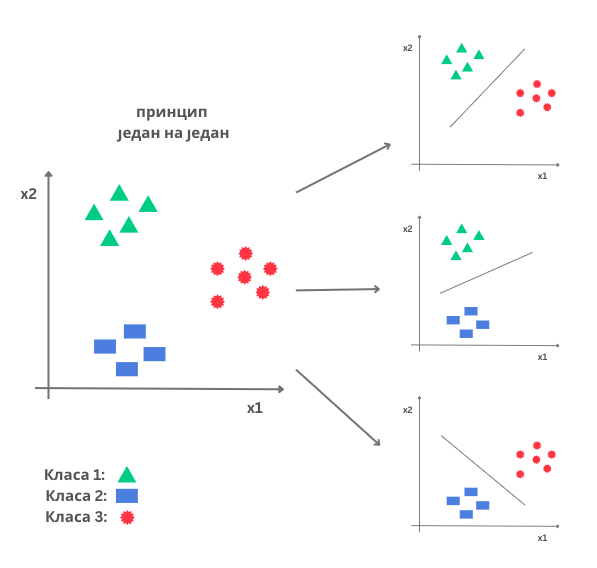 принцип
један на један
x2
x1
Класа 1:
Класа 2:
Класа 3:
x2
x1
x2
x1
x2
x1